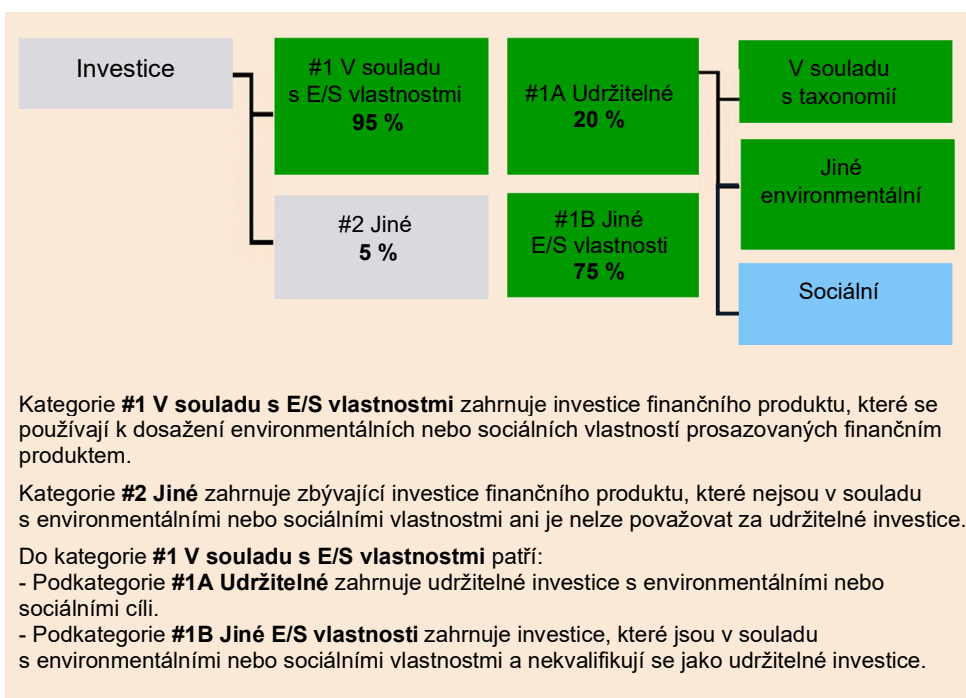 Investice
#1 V souladu
s E/S vlastnostmi
95 %
#2 Jiné
5 %
#1A Udržitelné
20 %
#1B Jiné
E/S vlastnosti
75 %
V souladu
s taxonomií
Jiné
environmentální
Sociální
Kategorie #1 V souladu s E/S vlastnostmi zahrnuje investice finančního produktu, které se
používají k dosažení environmentálních nebo sociálních vlastností prosazovaných finančním
produktem.
Kategorie #2 Jiné zahrnuje zbývající investice finančního produktu, které nejsou v souladu
s environmentálními nebo sociálními vlastnostmi ani je nelze považovat za udržitelné investice.
Do kategorie #1 V souladu s E/S vlastnostmi patří:
- Podkategorie #1A Udržitelné zahrnuje udržitelné investice s environmentálními nebo
sociálními cíli.
- Podkategorie #1B Jiné E/S vlastnosti zahrnuje investice, které jsou v souladu
s environmentálními nebo sociálními vlastnostmi a nekvalifikují se jako udržitelné investice.